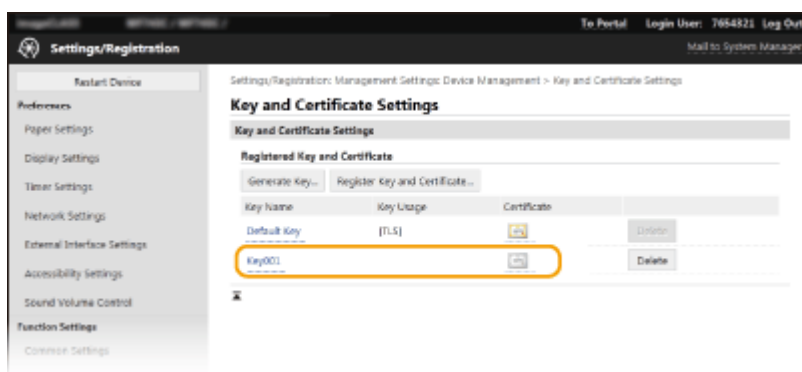 To Portal Login User: 7654321 Log Out
Settings/Registration
Mail to System Manager
Restart Device
Settings/Registration: Management Settings: Device Management > Key and Certificate Settings
Preferences
Key and Certificate Settings
Paper Settings
Key and Certificate Settings
Display Settings
Registered Key and Certificate
Timer Settings
Generate Key... Register Key and Certificate...
Network Settings
Key Name Key Usage Certificate
External Interface Settings
Default Key [TLS] Delete
Accessibility Settings
Key001 Delete
Sound Volume Control
Function Settings
Common Settings